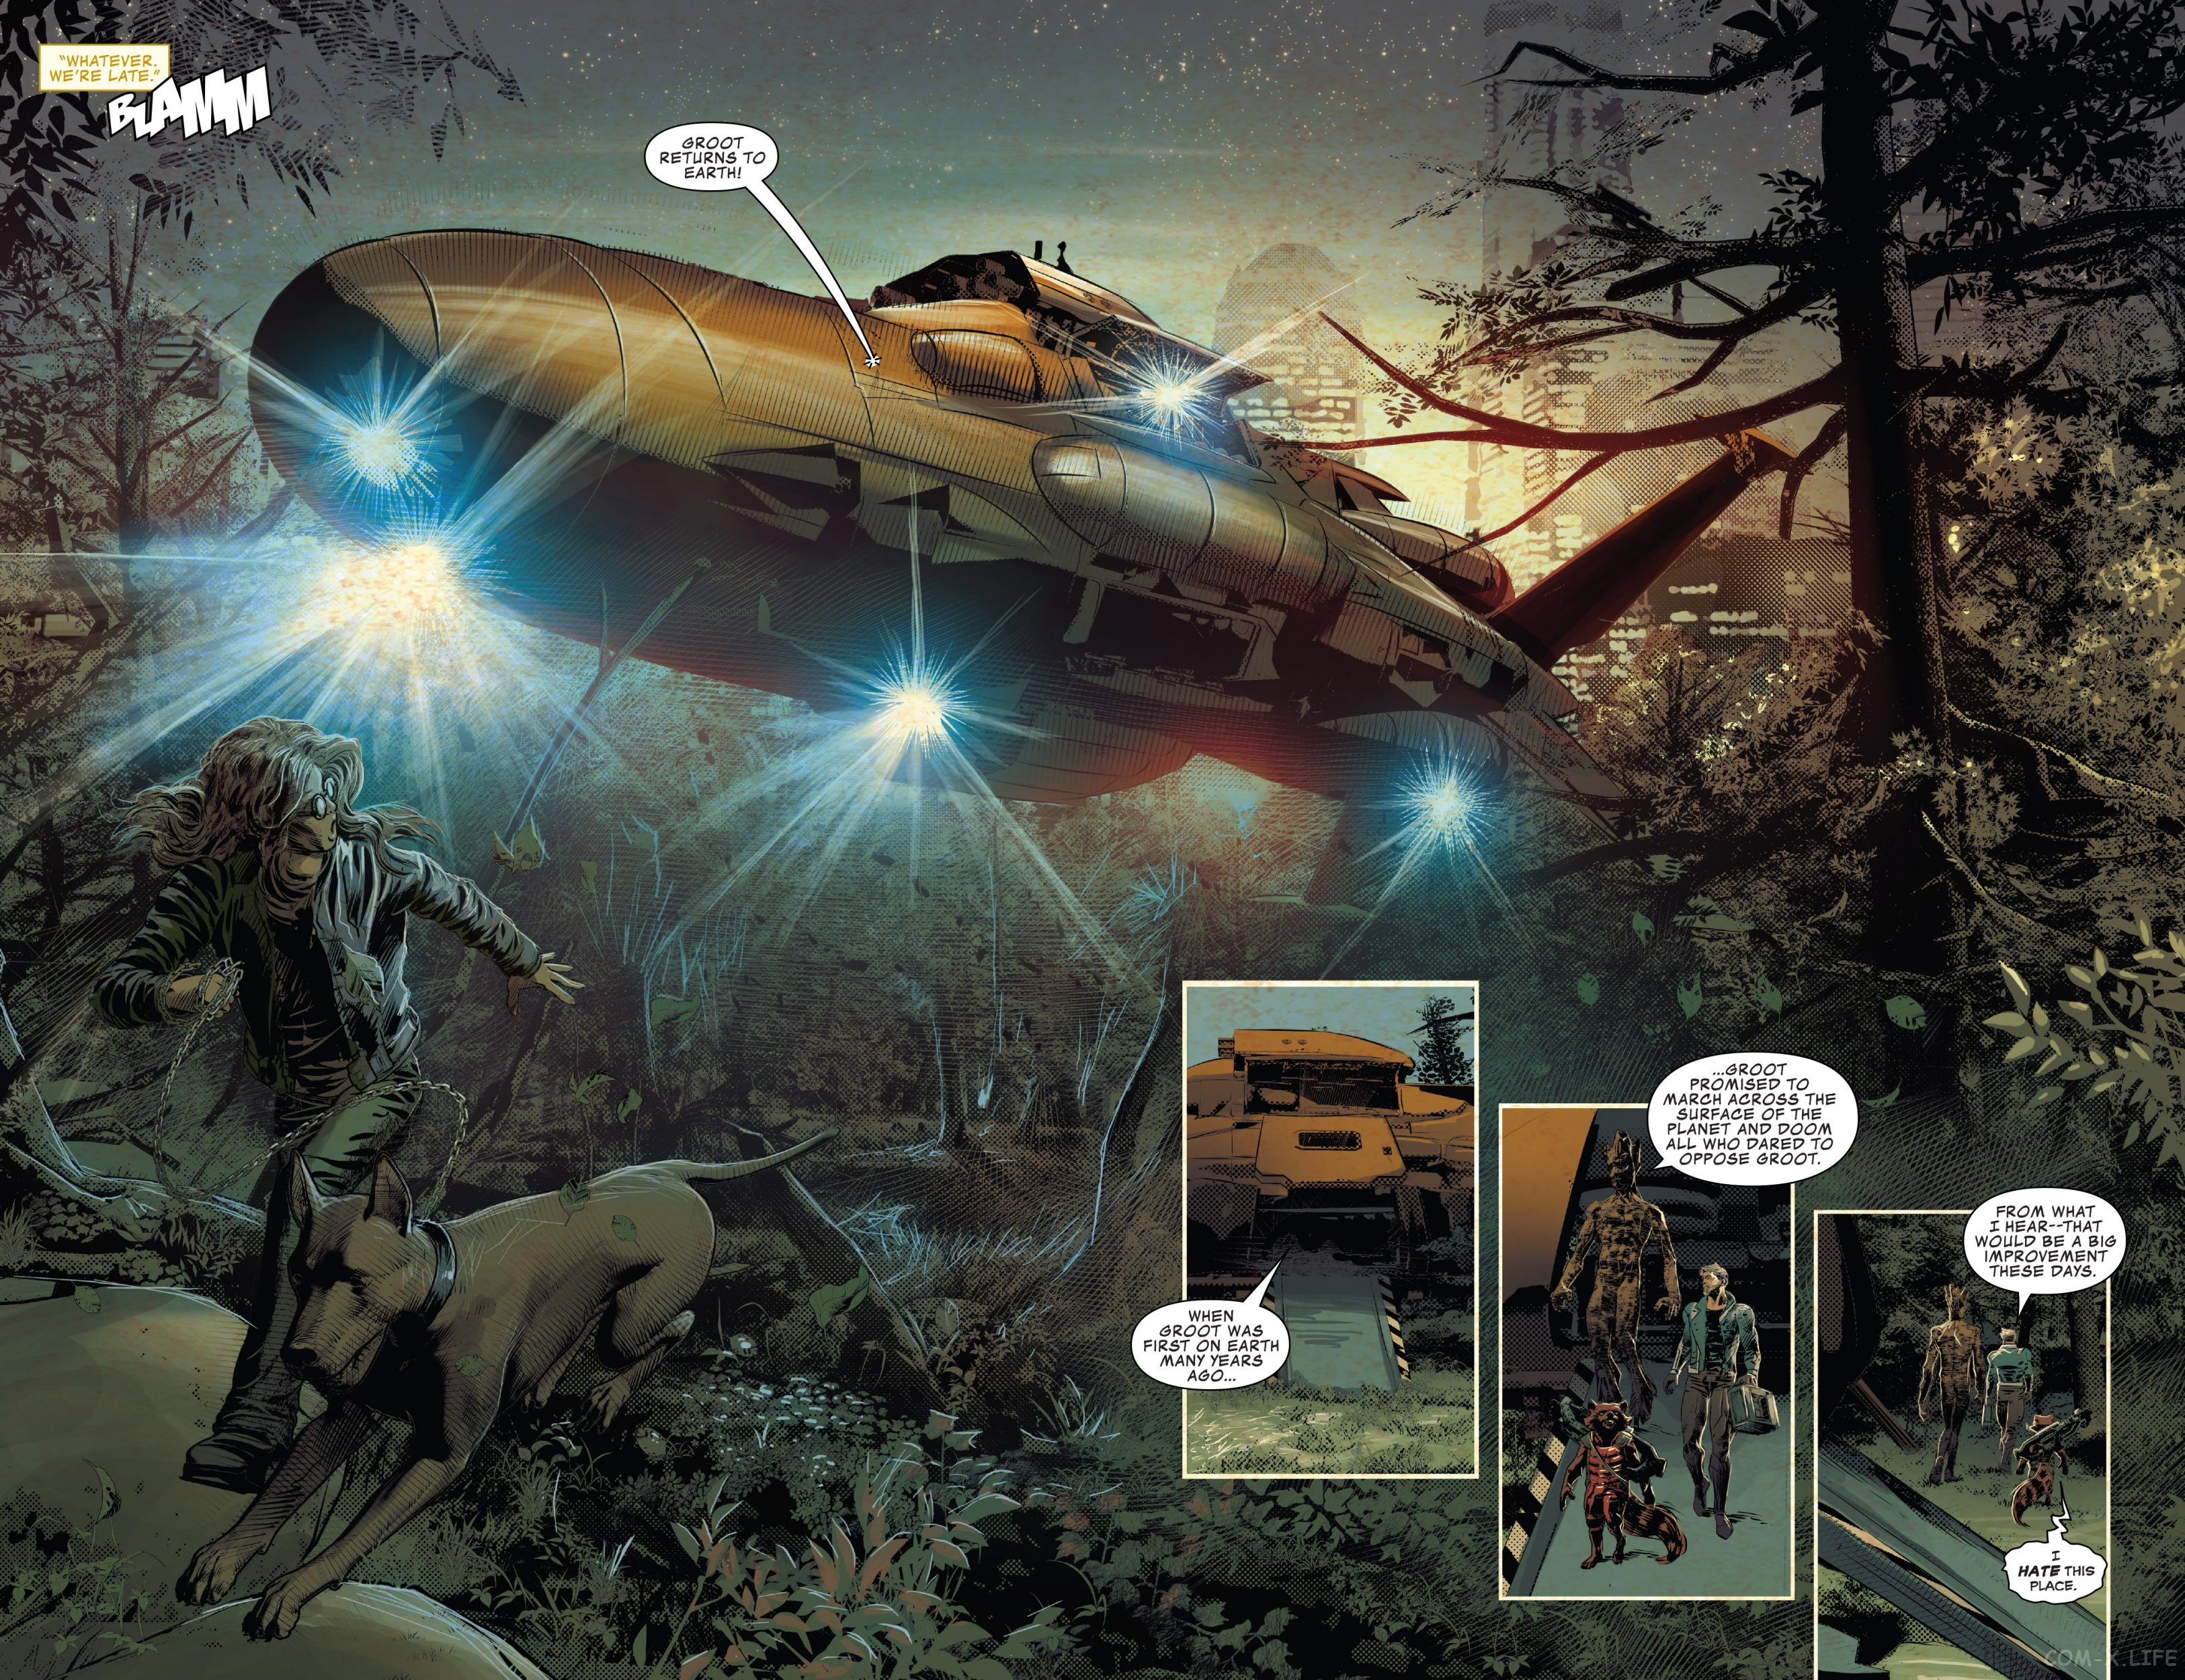 "WHATEVER.
WE'RE LATE."
BLAMM
GROOT
RETURNS TO
EARTH!
WHEN
GROOT WAS
FIRST ON EARTH
MANY YEARS
AGO...
...GROOT
PROMISED TO
MARCH ACROSS THE
SURFACE OF THE
PLANET AND DOOM
ALL WHO DARED TO
OPPOSE GROOT.
FROM WHAT
I HEAR--THAT
WOULD BE A BIG
IMPROVEMENT
THESE DAYS.
I
HATE THIS
PLACE.
COM-X.LIFE